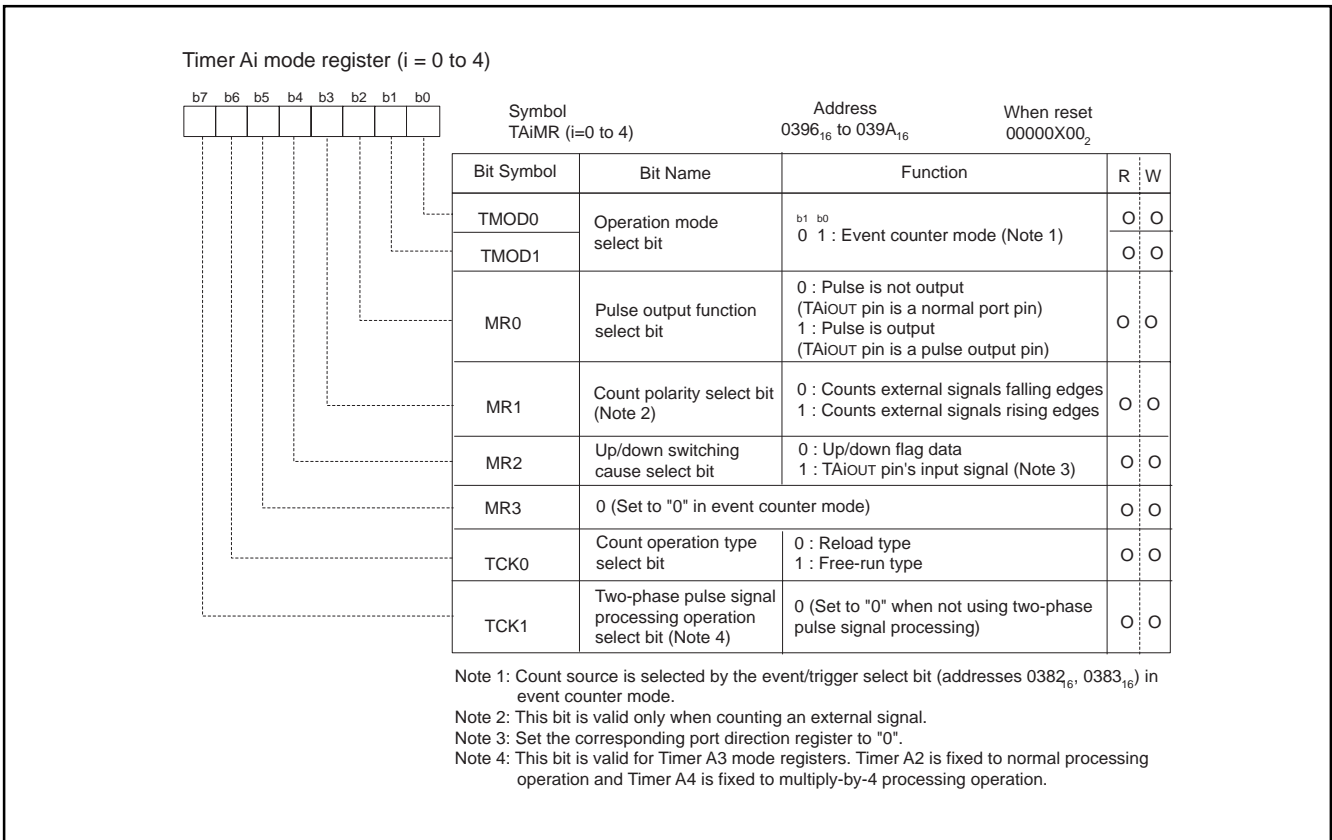 Timer Ai mode register (i = 0 to 4)
b7 b6 b5 b4 b3 b2 b1 b0
Symbol Address When reset
TAiMR (i=0 to 4) 0396₁₆ to 039A₁₆ 00000X00₂
Bit Symbol Bit Name Function R W
TMOD0 Operation mode select bit b1 b0 O O
TMOD1 0 1 : Event counter mode (Note 1) O O
MR0 Pulse output function select bit 0 : Pulse is not output
(TAiOUT pin is a normal port pin)
1 : Pulse is output
(TAiOUT pin is a pulse output pin) O O
MR1 Count polarity select bit (Note 2) 0 : Counts external signals falling edges
1 : Counts external signals rising edges O O
MR2 Up/down switching cause select bit 0 : Up/down flag data
1 : TAiOUT pin's input signal (Note 3) O O
MR3 0 (Set to "0" in event counter mode) O O
TCK0 Count operation type select bit 0 : Reload type
1 : Free-run type O O
TCK1 Two-phase pulse signal processing operation select bit (Note 4) 0 (Set to "0" when not using two-phase
pulse signal processing) O O
Note 1: Count source is selected by the event/trigger select bit (addresses 0382₁₆, 0383₁₆) in
event counter mode.
Note 2: This bit is valid only when counting an external signal.
Note 3: Set the corresponding port direction register to "0".
Note 4: This bit is valid for Timer A3 mode registers. Timer A2 is fixed to normal processing
operation and Timer A4 is fixed to multiply-by-4 processing operation.